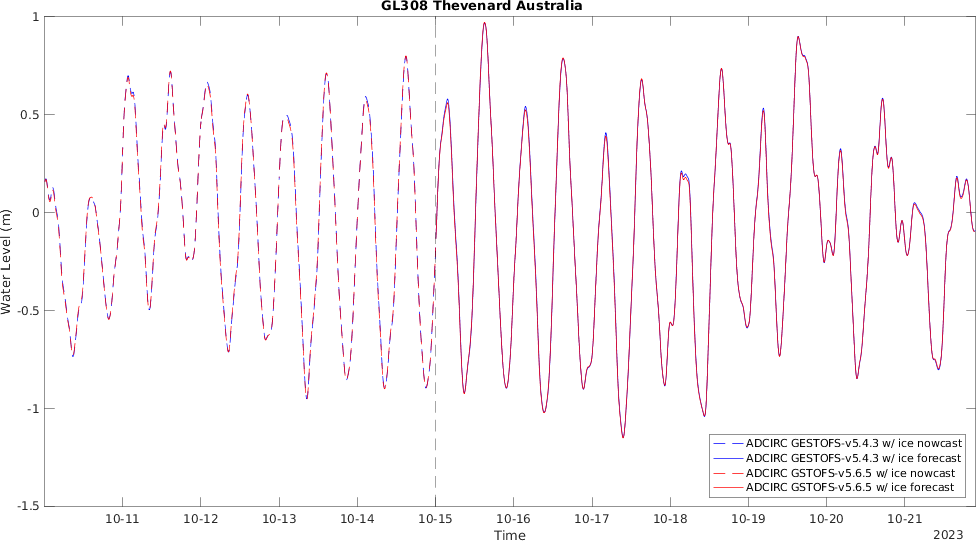 GL308 Thevenard Australia
1
0.5
0
-0.5
-1
-1.5
Water Level (m)
ADCIRC GESTOFS-v5.4.3 w/ ice nowcast
ADCIRC GESTOFS-v5.4.3 w/ ice forecast
ADCIRC GSTOFS-v5.6.5 w/ ice nowcast
ADCIRC GSTOFS-v5.6.5 w/ ice forecast
10-11 10-12 10-13 10-14 10-15 10-16 10-17 10-18 10-19 10-20 10-21
Time
2023